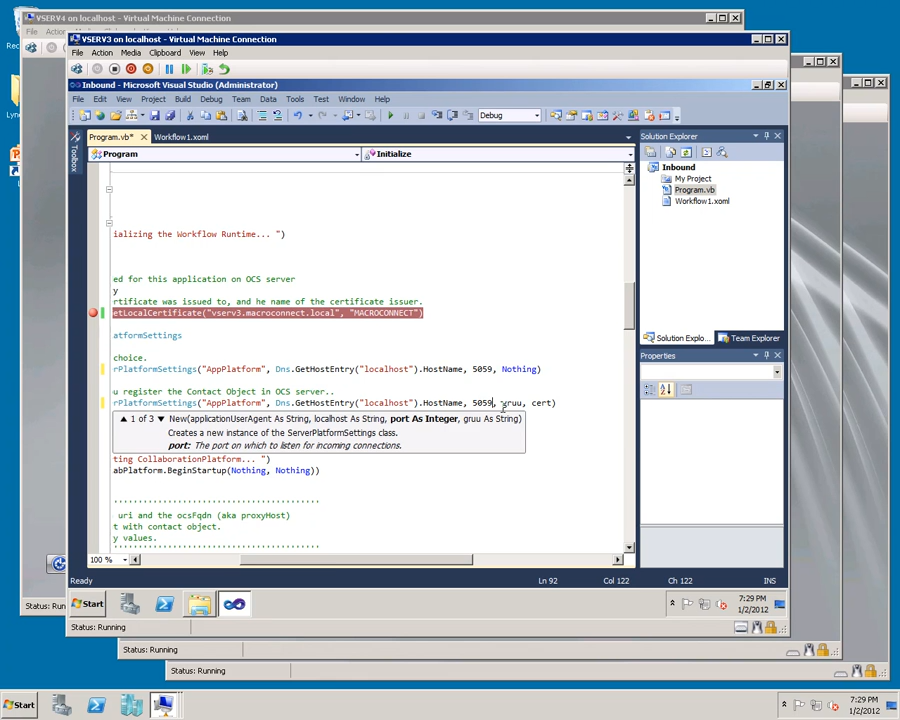 VSERV4 on localhost - Virtual Machine Connection
File
Action
VSERV3 on localhost - Virtual Machine Connection
File Action Media Clipboard View Help
Inbound - Microsoft Visual Studio (Administrator)
File Edit View Project Build Debug Team Data Tools Test Window Help
Debug
Program.vb* Workflow1.xoml
Toolbox
Program Initialize
ializing the Workflow Runtime... ")
ed for this application on OCS server
y
rtificate was issued to, and he name of the certificate issuer.
etLocalCertificate("vserv3.macroconnect.local", "MACROCONNECT")
atformSettings
choice.
rPlatformSettings("AppPlatform", Dns.GetHostEntry("localhost").HostName, 5059, Nothing)
u register the Contact Object in OCS server..
rPlatformSettings("AppPlatform", Dns.GetHostEntry("localhost").HostName, 5059, gruu, cert)
1 of 3 New(applicationUserAgent As String, localhost As String, port As Integer, gruu As String)
Creates a new instance of the ServerPlatformSettings class.
port: The port on which to listen for incoming connections.
ting CollaborationPlatform... ")
abPlatform.BeginStartup(Nothing, Nothing))
''''''''''''''''''''''''''''''''''''''
uri and the ocsFqdn (aka proxyHost)
t with contact object.
y values.
''''''''''''''''''''''''''''''''''''''
100 %
Solution Explorer
Inbound
My Project
Program.vb
Workflow1.xoml
Solution Explo... Team Explorer
Properties
Ready Ln 92 Col 122 Ch 122 INS
Start
7:29 PM
1/2/2012
Status: Running
Status: Run
Status: Running
Status: Running
Start
7:29 PM
1/2/2012